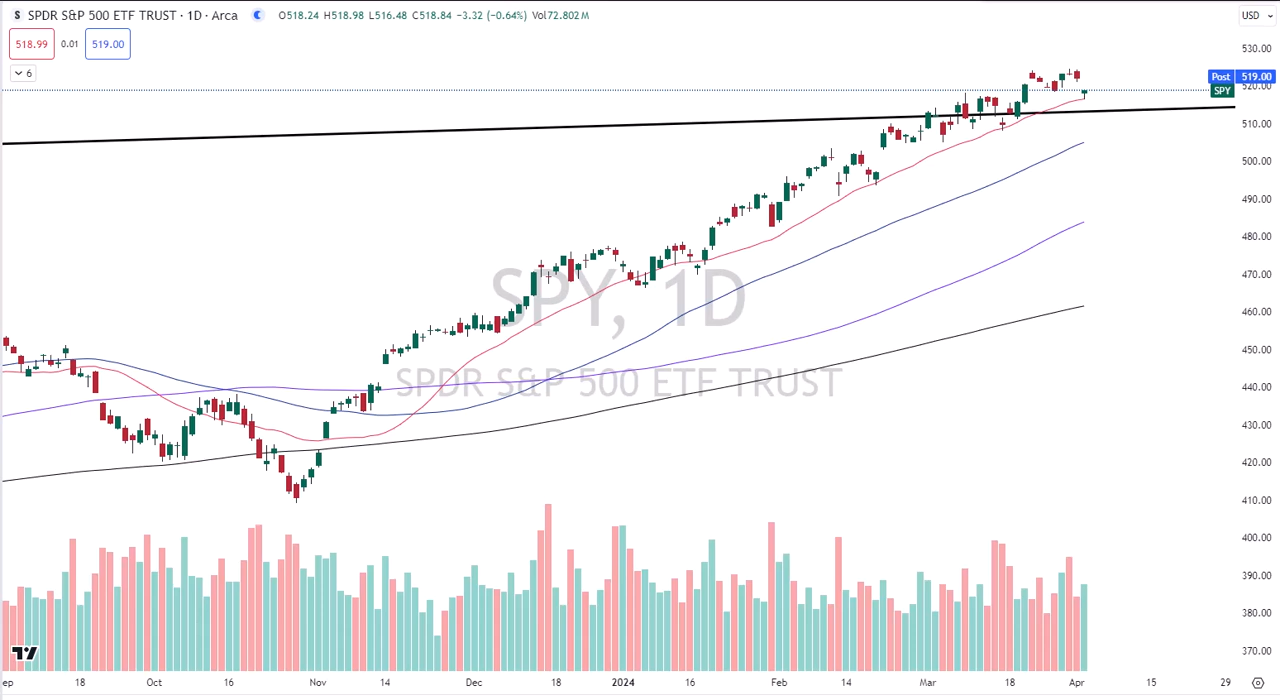 S SPDR S&P 500 ETF TRUST · 1D · Arca O518.24 H518.98 L516.48 C518.84 −3.32 (−0.64%) Vol72.802M USD
518.99 0.01 519.00
6
530.00
Post 519.00
520.00
SPY
510.00
500.00
490.00
480.00
470.00
SPY, 1D
460.00
450.00
SPDR S&P 500 ETF TRUST
440.00
430.00
420.00
410.00
400.00
390.00
380.00
370.00
ep 18 Oct 16 Nov 14 Dec 18 2024 16 Feb 14 Mar 18 Apr 15 29